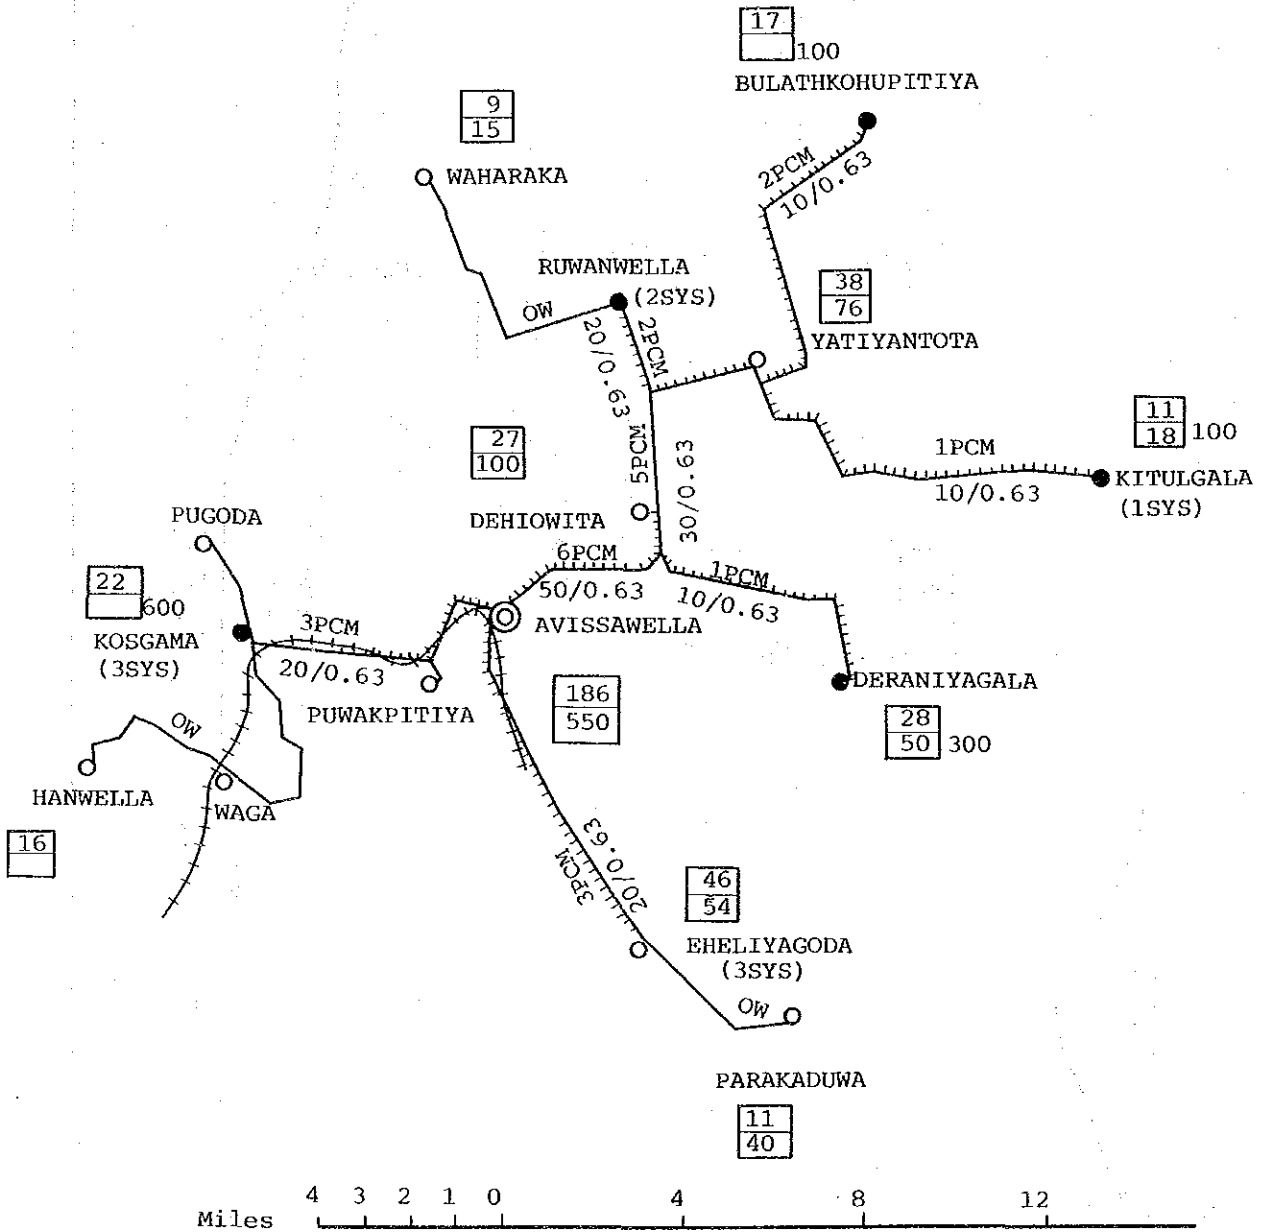 17
100
BULATHKOHUPITIYA
9
15
WAHARAKA
2PCM
10/0.63
RUWANWELLA
(2SYS)
OW
20/0.63
2PCM
38
76
YATIYANTOTA
27
100
5PCM
30/0.63
DEHIOWITA
11
18 100
1PCM
10/0.63
KITULGALA
(1SYS)
PUGODA
22
600
KOSGAMA
(3SYS)
3PCM
20/0.63
6PCM
50/0.63
AVISSAWELLA
1PCM
10/0.63
DERANIYAGALA
28
50 300
PUWAKPITIYA
186
550
OW
HANWELLA
WAGA
16
3PCM
20/0.63
46
54
EHELIYAGODA
(3SYS)
OW
PARAKADUWA
11
40
4 3 2 1 0 4 8 12
Miles